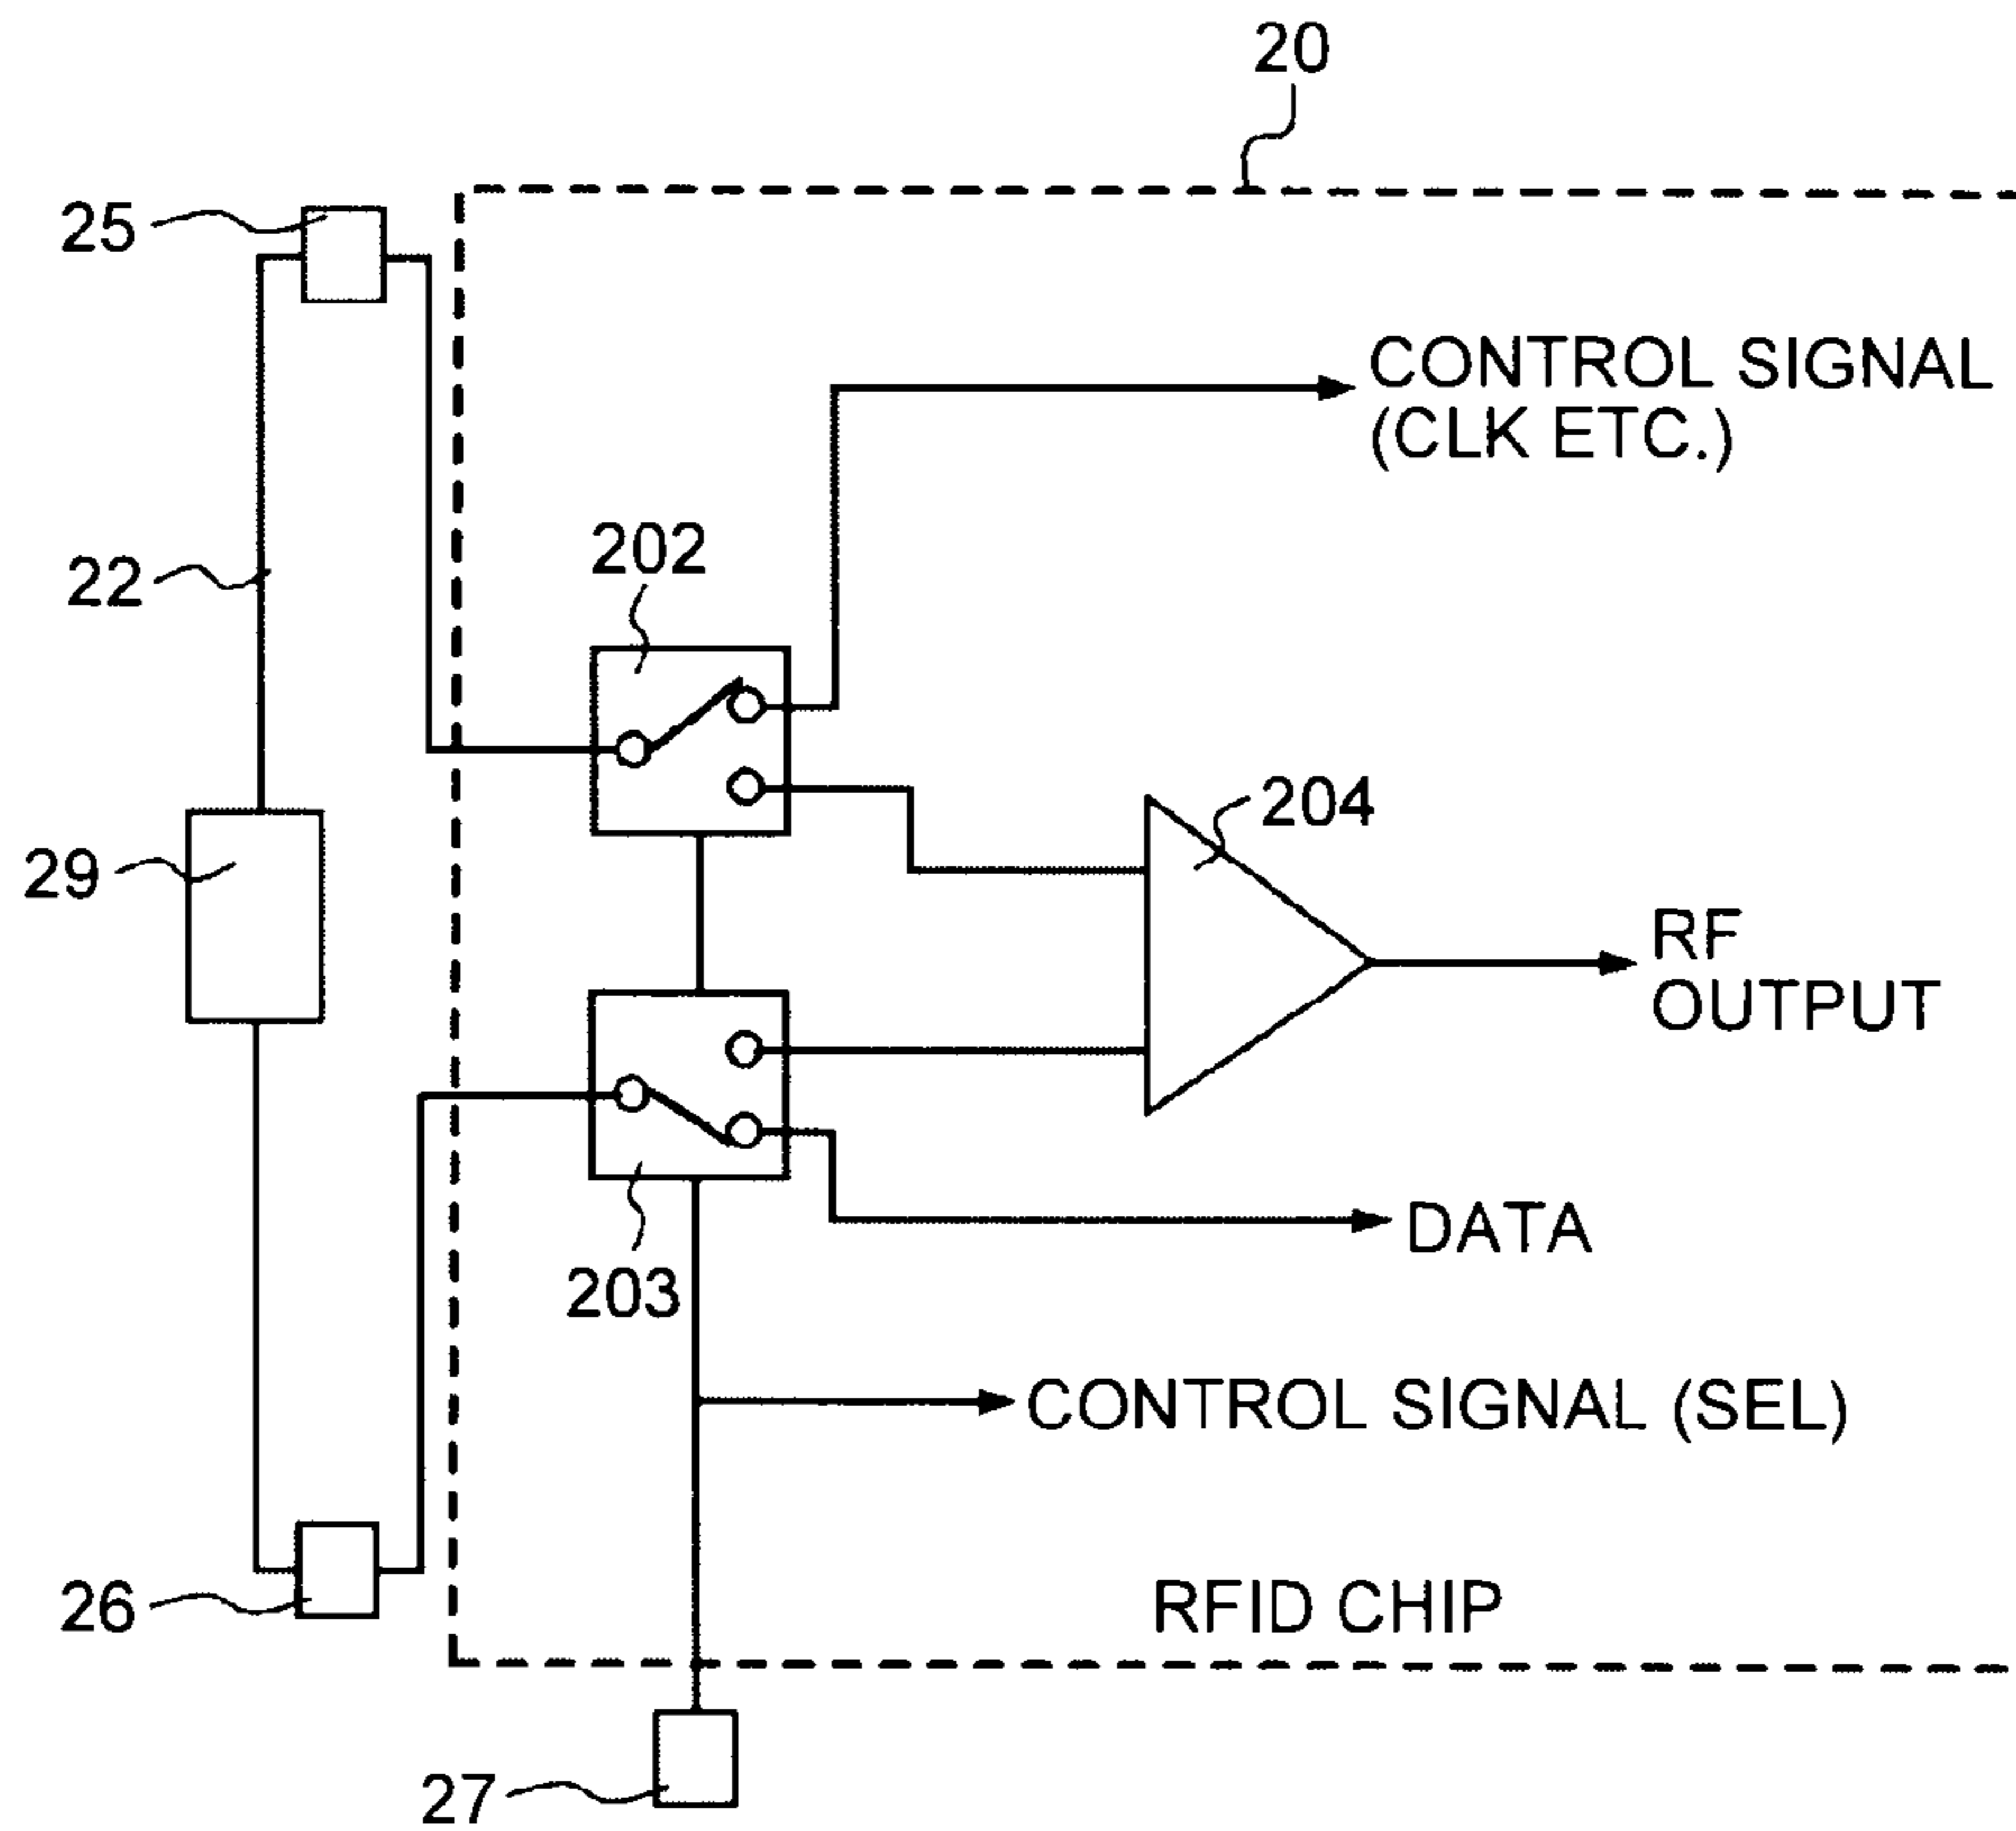 20
25
CONTROL SIGNAL
(CLK ETC.)
202
22
204
29
RF
OUTPUT
DATA
203
CONTROL SIGNAL (SEL)
26
RFID CHIP
27